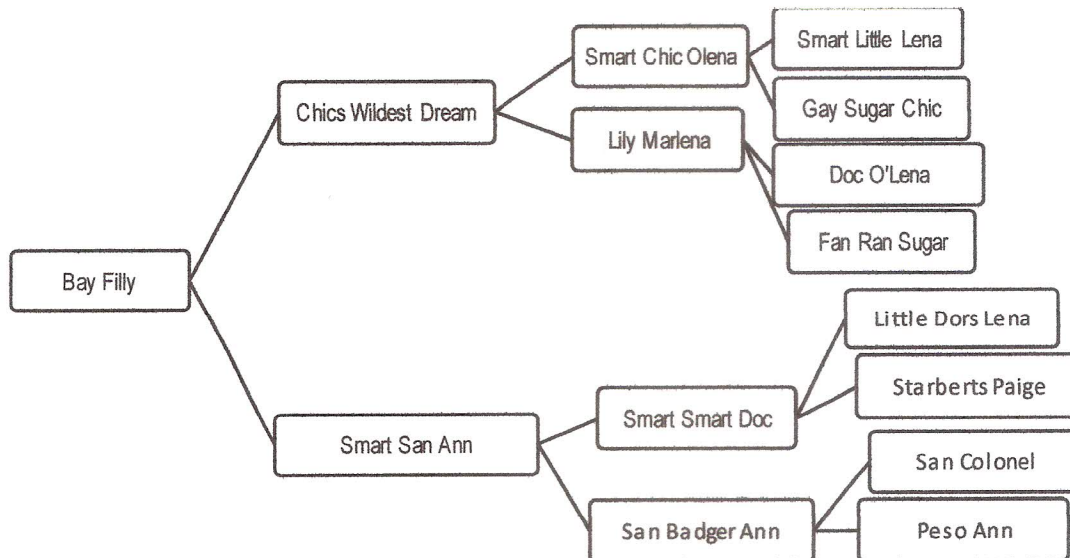 Smart Little Lena
Smart Chic Olena
Chics Wildest Dream
Gay Sugar Chic
Lily Marlena
Doc O'Lena
Fan Ran Sugar
Bay Filly
Little Dors Lena
Starberts Paige
Smart Smart Doc
Smart San Ann
San Colonel
San Badger Ann
Peso Ann